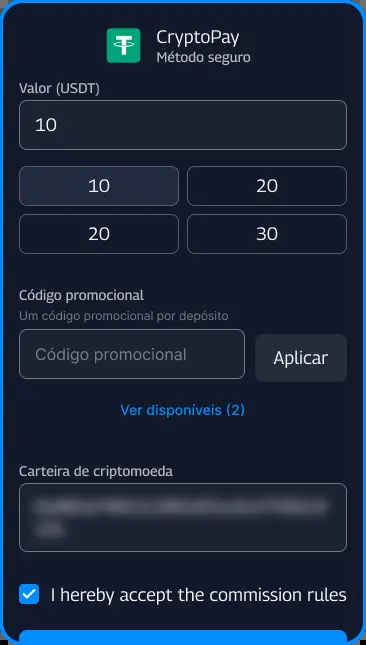 CryptoPay
Método seguro
Valor (USDT)
10
10
20
20
30
Código promocional
Um código promocional por depósito
Código promocional
Aplicar
Ver disponíveis (2)
Carteira de criptomoeda
I hereby accept the commission rules